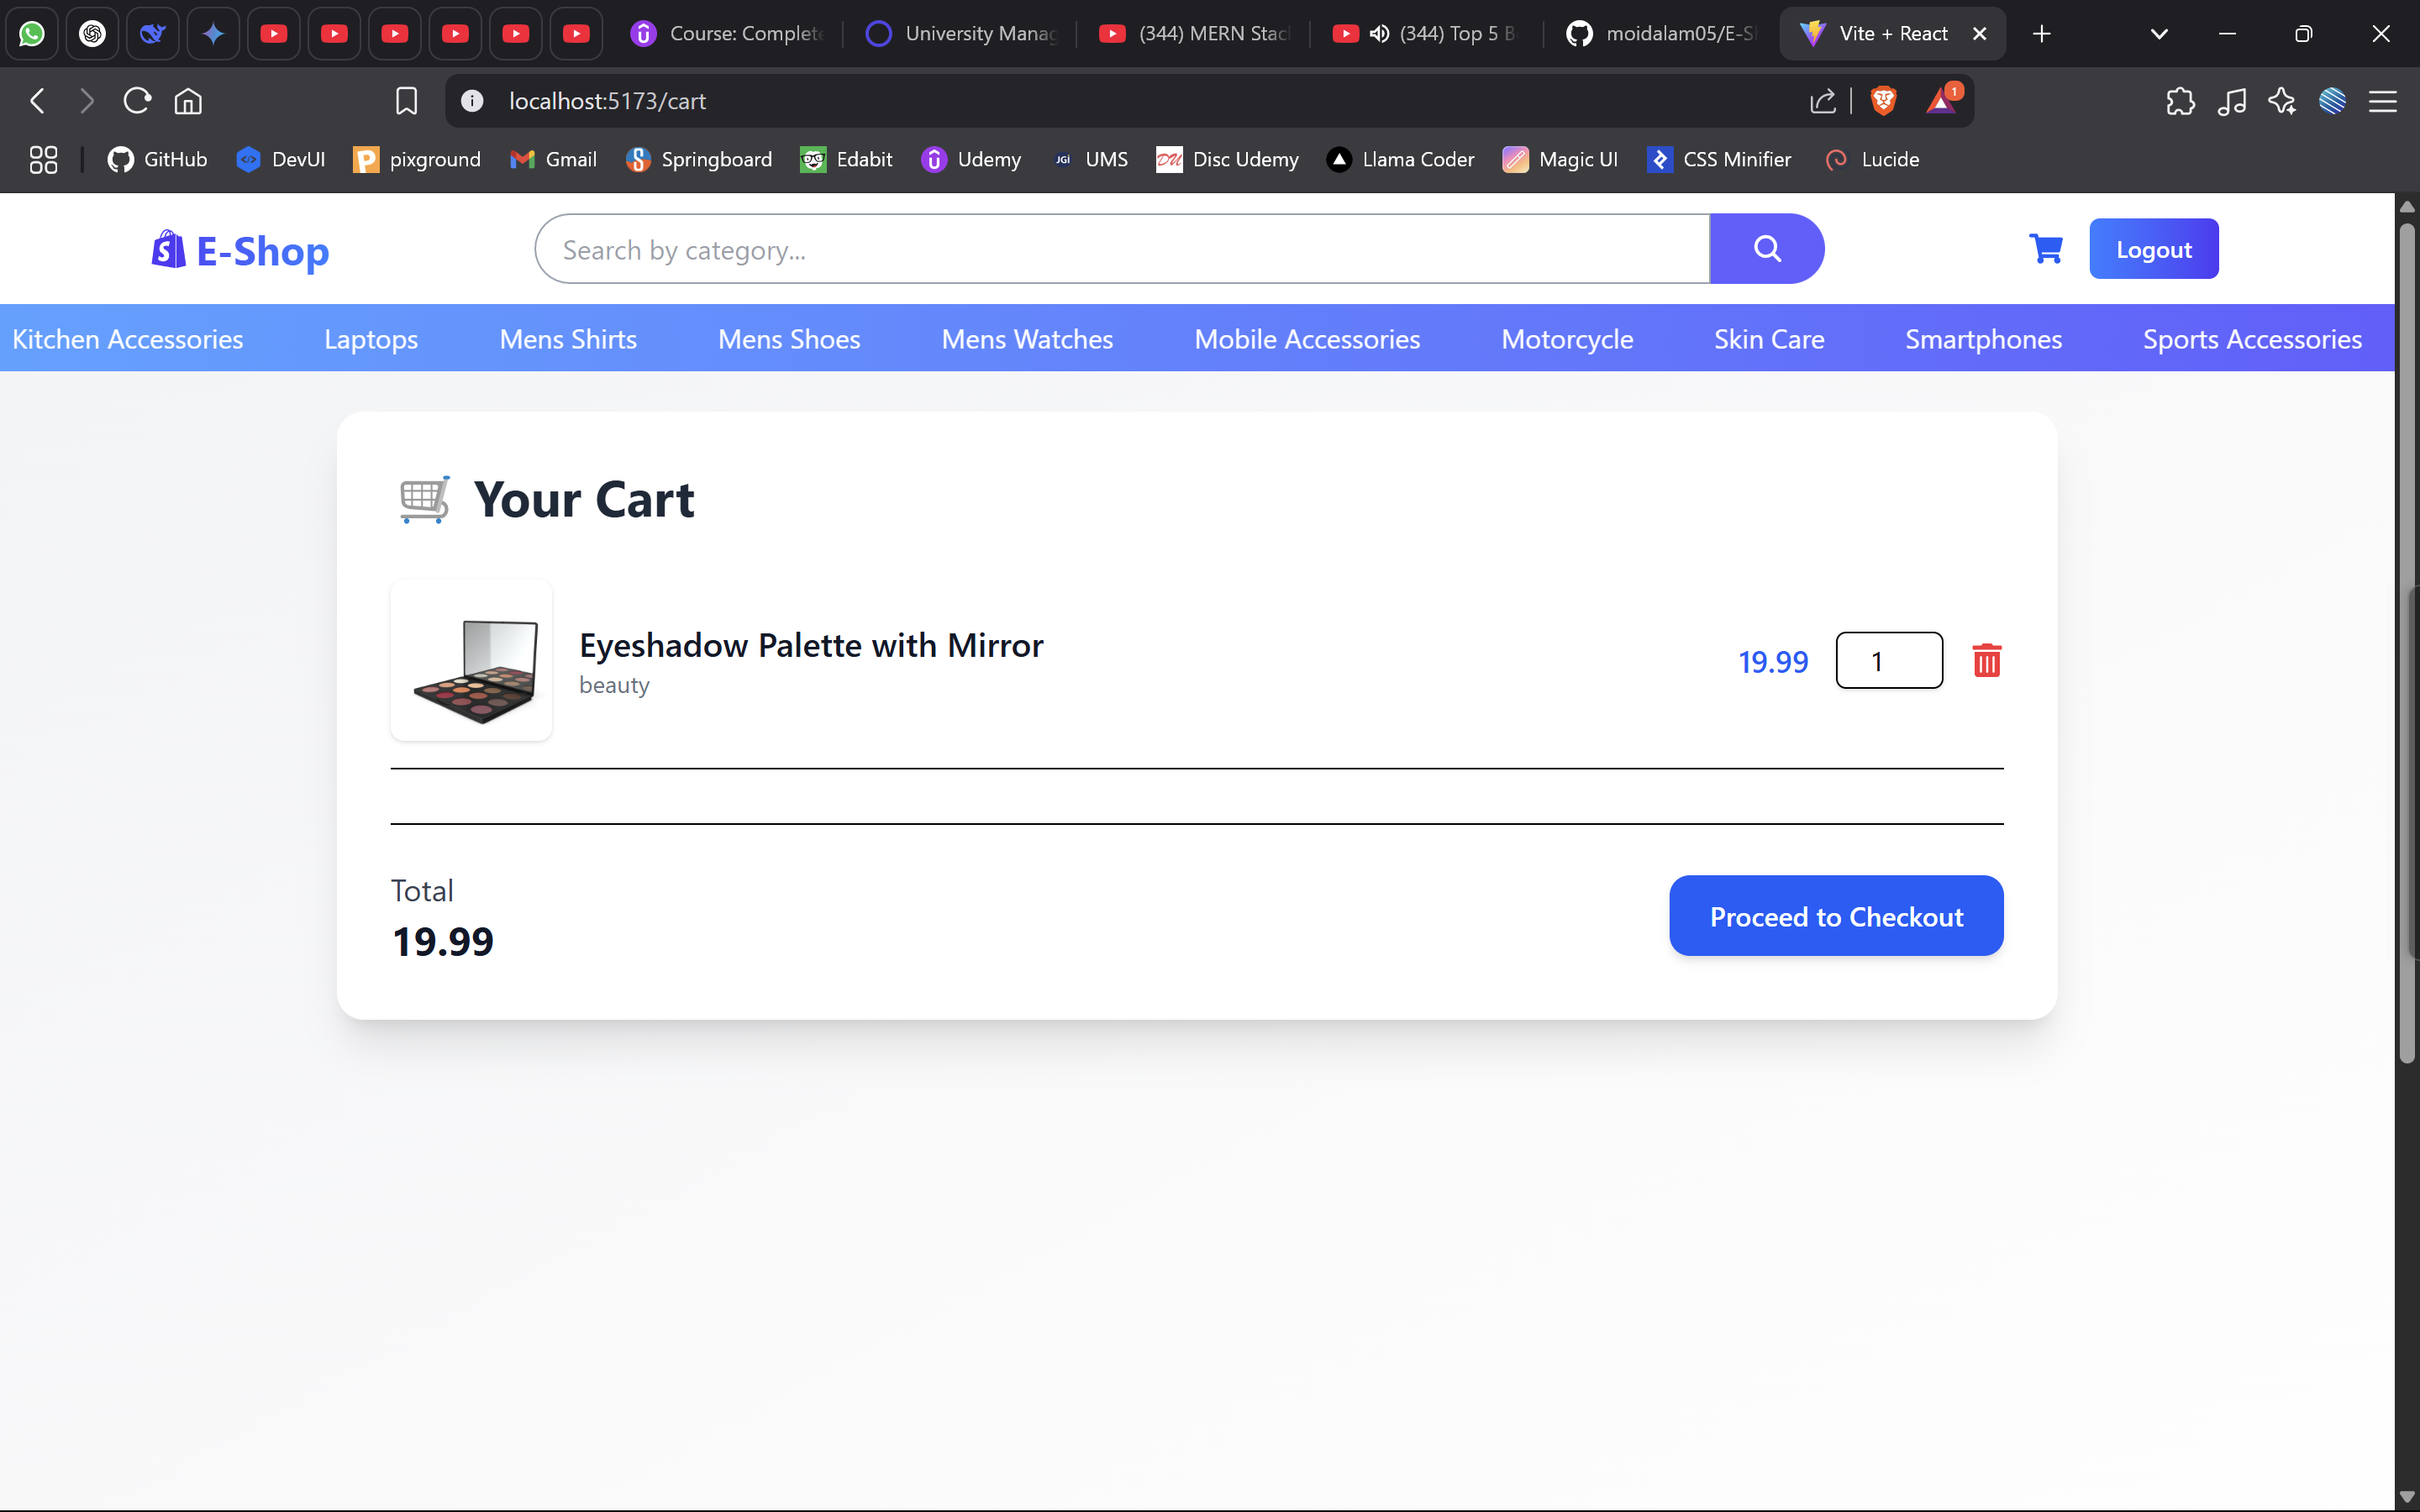 Course: Complete
University Manag
(344) MERN Stac
(344) Top 5 B
moidalam05/E-S
Vite + React
localhost:5173/cart
1
GitHub
DevUI
pixground
Gmail
Springboard
Edabit
Udemy
JGI
UMS
DU
Disc Udemy
Llama Coder
Magic UI
CSS Minifier
Lucide
E-Shop
Search by category...
Logout
Kitchen Accessories
Laptops
Mens Shirts
Mens Shoes
Mens Watches
Mobile Accessories
Motorcycle
Skin Care
Smartphones
Sports Accessories
Your Cart
Eyeshadow Palette with Mirror
beauty
19.99
1
Total
19.99
Proceed to Checkout